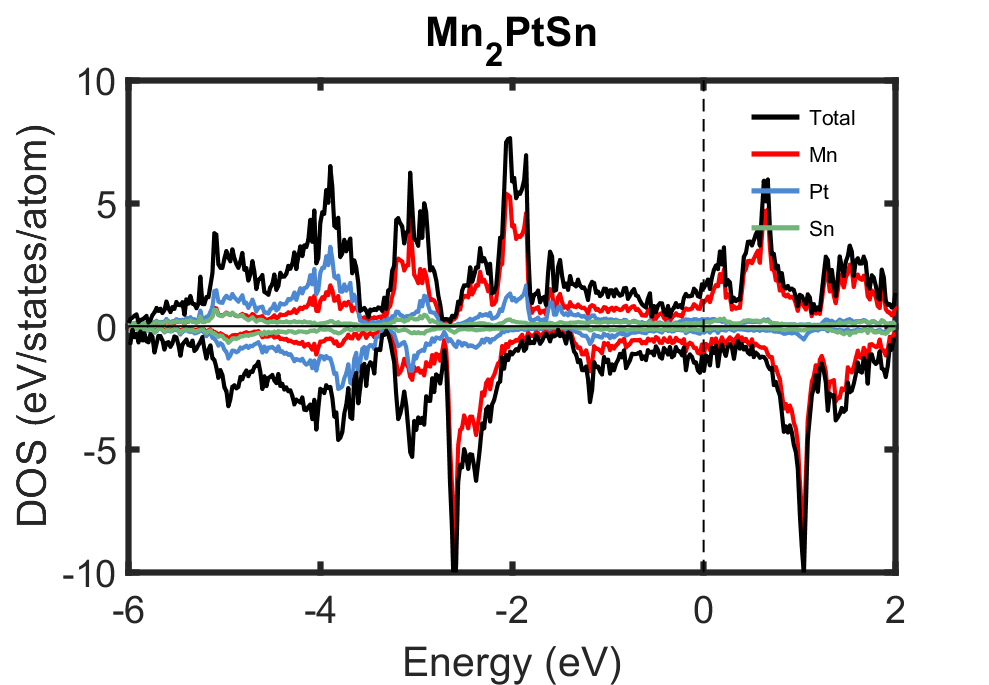 Mn2PtSn
10
5
0
-5
-10
DOS (eV/states/atom)
Total
Mn
Pt
Sn
-6 -4 -2 0 2
Energy (eV)